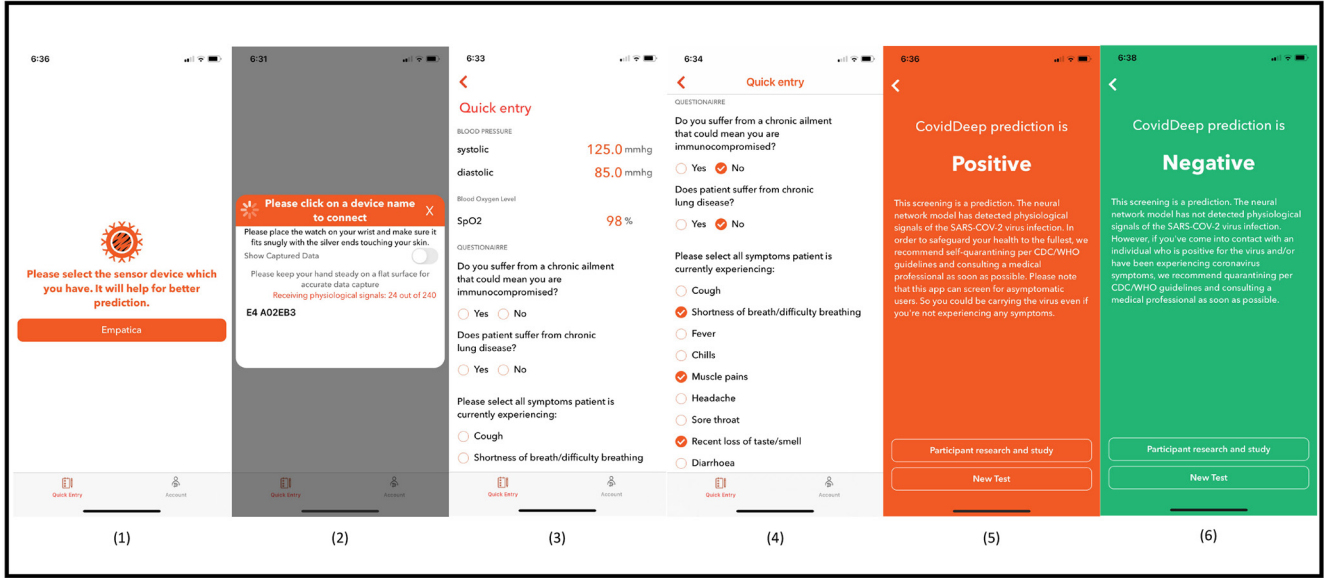 6:36
Please select the sensor device which
you have. It will help for better
prediction.
Empatica
Quick Entry
Account
(1)
6:31
Please click on a device name
to connect
X
Please place the watch on your wrist and make sure it
fits snugly with the silver ends touching your skin.
Show Captured Data
Please keep your hand steady on a flat surface for
accurate data capture
Receiving physiological signals: 24 out of 240
E4 A02EB3
Quick Entry
Account
(2)
6:33
Quick entry
BLOOD PRESSURE
systolic
125.0 mmhg
diastolic
85.0 mmhg
Blood Oxygen Level
SpO2
98 %
QUESTIONAIRRE
Do you suffer from a chronic ailment
that could mean you are
immunocompromised?
Yes No
Does patient suffer from chronic
lung disease?
Yes No
Please select all symptoms patient is
currently experiencing:
Cough
Shortness of breath/difficulty breathing
Quick Entry
Account
(3)
6:34
Quick entry
QUESTIONAIRRE
Do you suffer from a chronic ailment
that could mean you are
immunocompromised?
Yes No
Does patient suffer from chronic
lung disease?
Yes No
Please select all symptoms patient is
currently experiencing:
Cough
Shortness of breath/difficulty breathing
Fever
Chills
Muscle pains
Headache
Sore throat
Recent loss of taste/smell
Diarrhoea
Quick Entry
Account
(4)
6:36
CovidDeep prediction is
Positive
This screening is a prediction. The neural
network model has detected physiological
signals of the SARS-COV-2 virus infection. In
order to safeguard your health to the fullest, we
recommend self-quarantining per CDC/WHO
guidelines and consulting a medical
professional as soon as possible. Please note
that this app can screen for asymptomatic
users. So you could be carrying the virus even if
you're not experiencing any symptoms.
Participant research and study
New Test
(5)
6:38
CovidDeep prediction is
Negative
This screening is a prediction. The neural
network model has not detected physiological
signals of the SARS-COV-2 virus infection.
However, if you've come into contact with an
individual who is positive for the virus and/or
have been experiencing coronavirus
symptoms, we recommend quarantining per
CDC/WHO guidelines and consulting a
medical professional as soon as possible.
Participant research and study
New Test
(6)